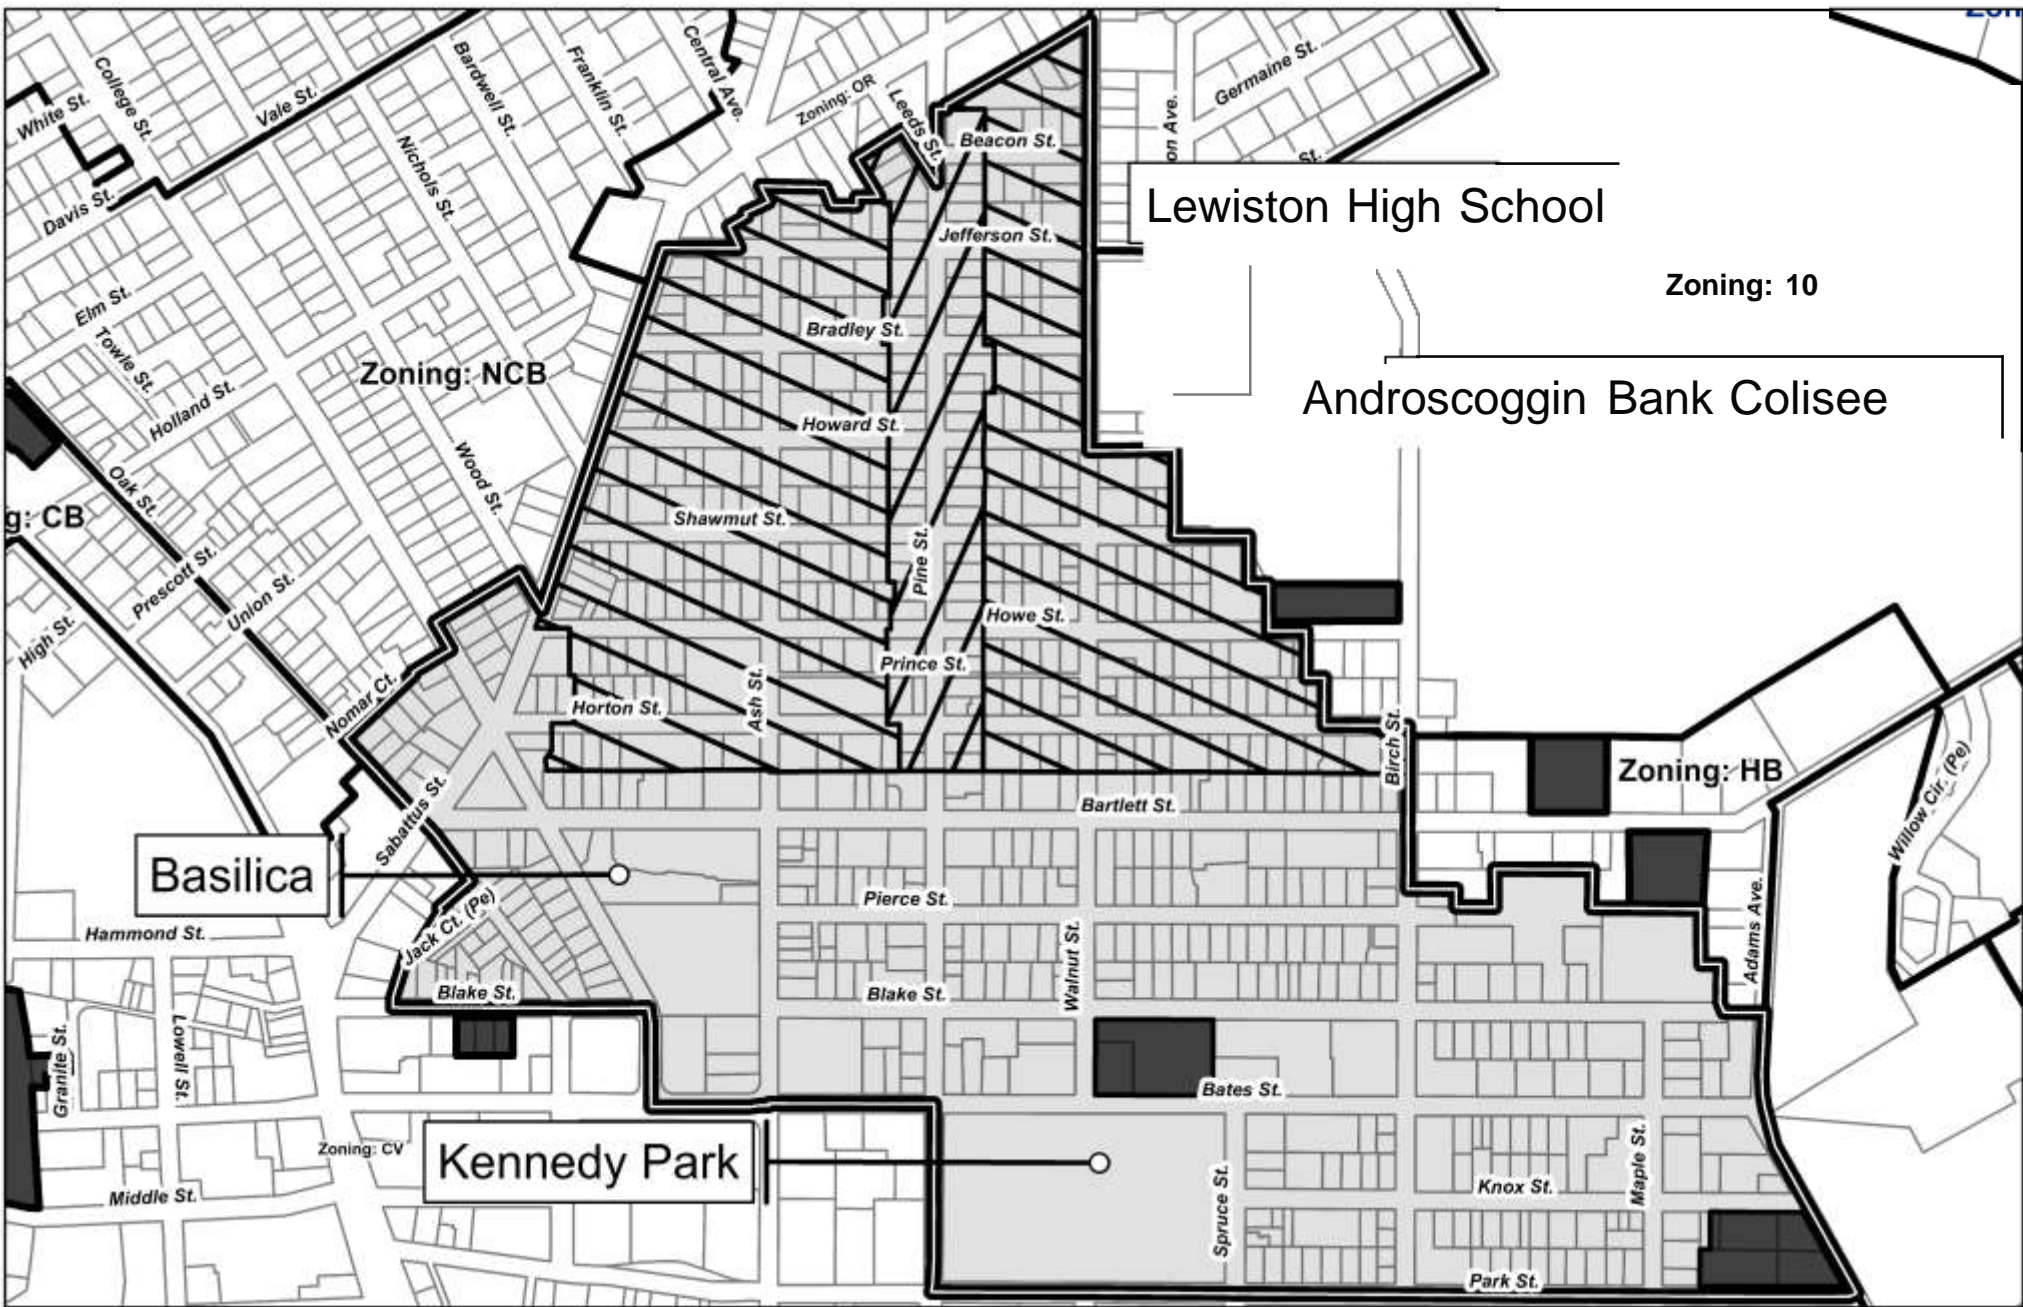 College St.
White St.
Vale St.
Bardwell St.
Franklin St.
Central Ave.
Zoning: OR
Leeds St.
Beacon St.
on Ave.
Germaine St.
St.
Nichols St.
Davis St.
Lewiston High School
Jefferson St.
Zoning: 10
Elm St.
Towle St.
Bradley St.
Zoning: NCB
Androscoggin Bank Colisee
Holland St.
Howard St.
Wood St.
Oak St.
g: CB
Shawmut St.
Pine St.
Prescott St.
Union St.
High St.
Howe St.
Prince St.
Nomar Ct.
Horton St.
Ash St.
Birch St.
Zoning: HB
Willow Cir. (Pe)
Sabattus St.
Bartlett St.
Basilica
Pierce St.
Jack Ct. (Pe)
Hammond St.
Walnut St.
Adams Ave.
Blake St.
Blake St.
Granite St.
Lowell St.
Bates St.
Zoning: CV
Kennedy Park
Maple St.
Middle St.
Spruce St.
Knox St.
Park St.